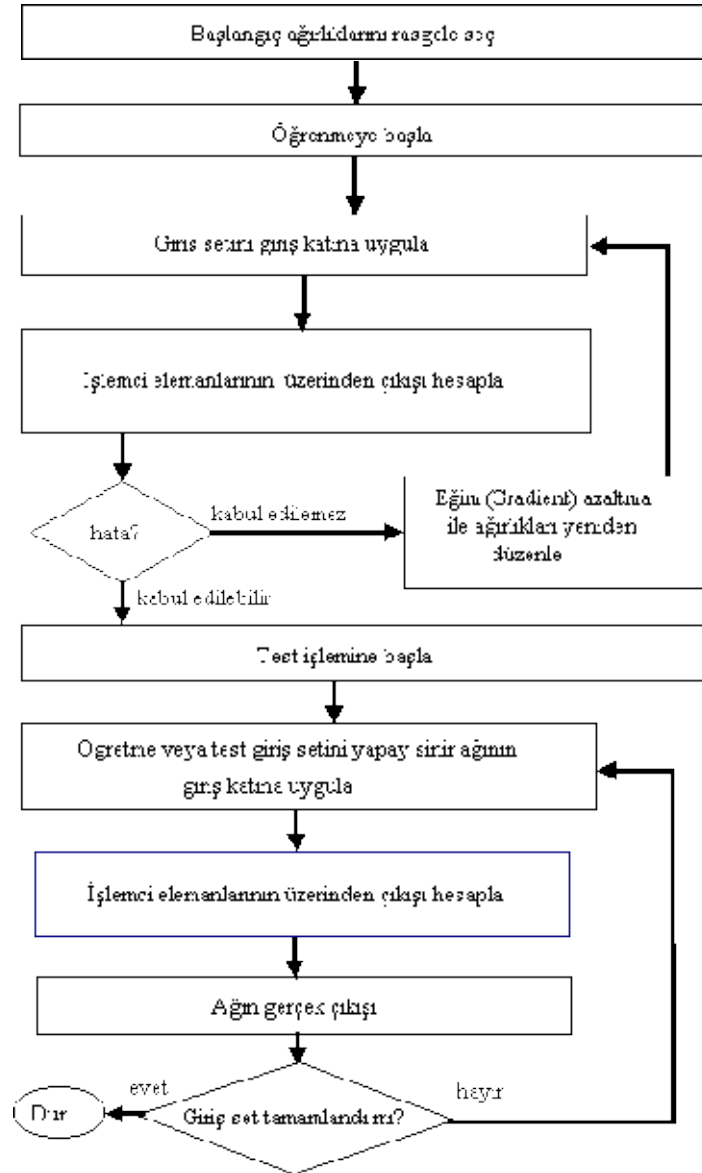 Başlangıç ağırlıklarını rasgele seç
Öğrenmeye başla
Giriş setini giriş katına uygula
İşlemci elemanlarının üzerinden çıkışı hesapla
hata?
kabul edilemez
Eğim (Gradient) azaltma
ile ağırlıkları yeniden
düzenle
kabul edilebilir
Test işlemine başla
Ogretme veya test giriş setini yapay sinir ağının
giriş katına uygula
İşlemci elemanlarının üzerinden çıkışı hesapla
Ağın gerçek çıkışı
evet
hayır
Dur
Giriş set tamamlandı mı?